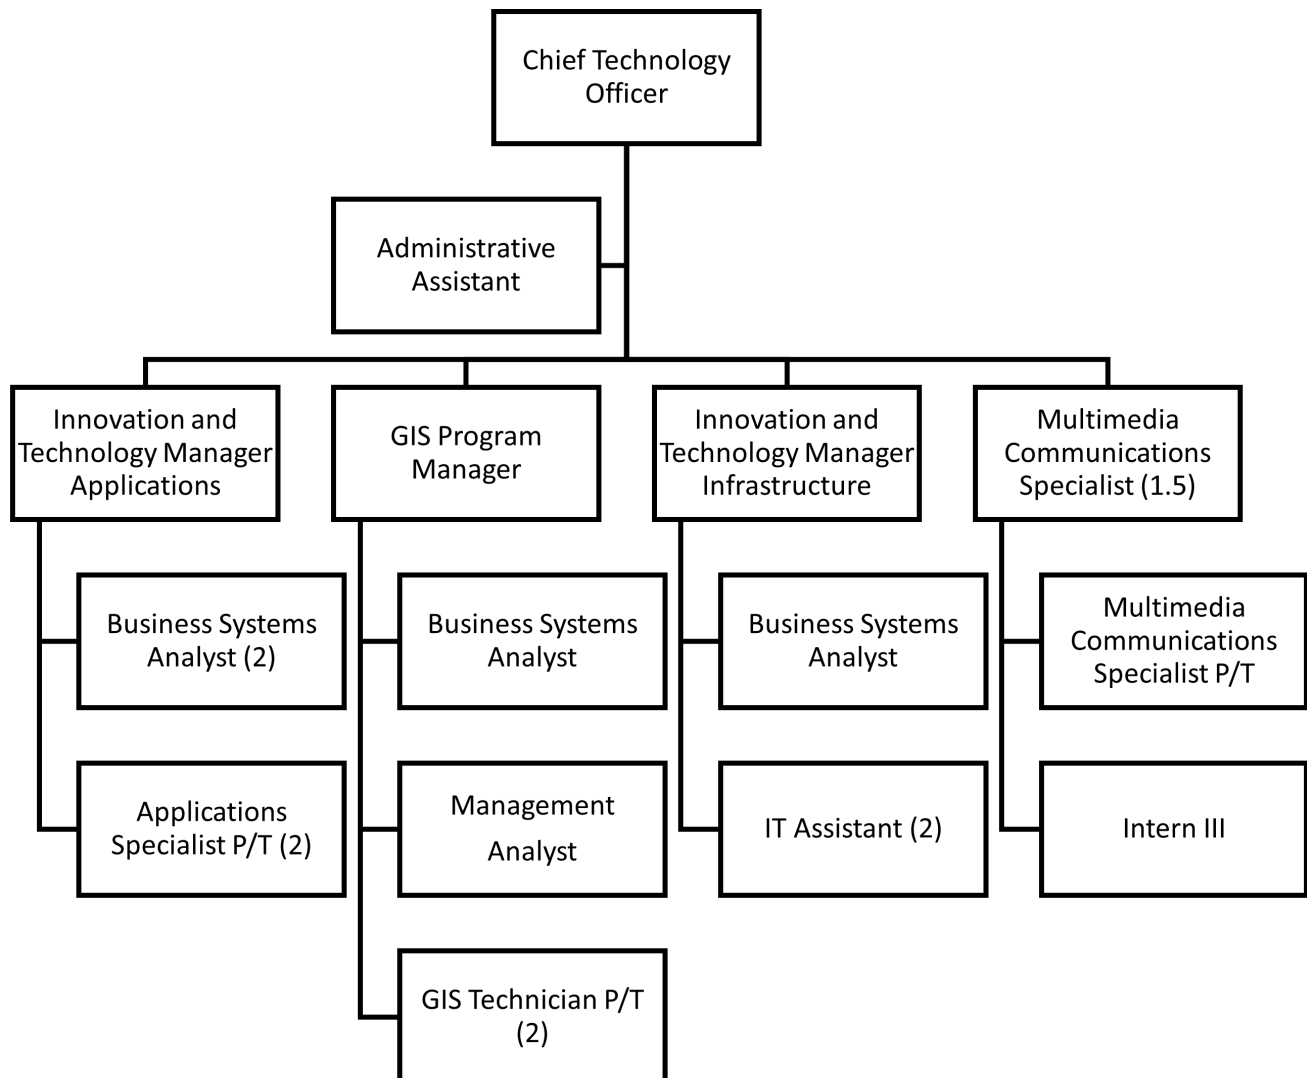 Chief Technology
Officer
Administrative
Assistant
Innovation and
Technology Manager
Applications
GIS Program
Manager
Innovation and
Technology Manager
Infrastructure
Multimedia
Communications
Specialist (1.5)
Business Systems
Analyst (2)
Business Systems
Analyst
Business Systems
Analyst
Multimedia
Communications
Specialist P/T
Applications
Specialist P/T (2)
Management
Analyst
IT Assistant (2)
Intern III
GIS Technician P/T
(2)